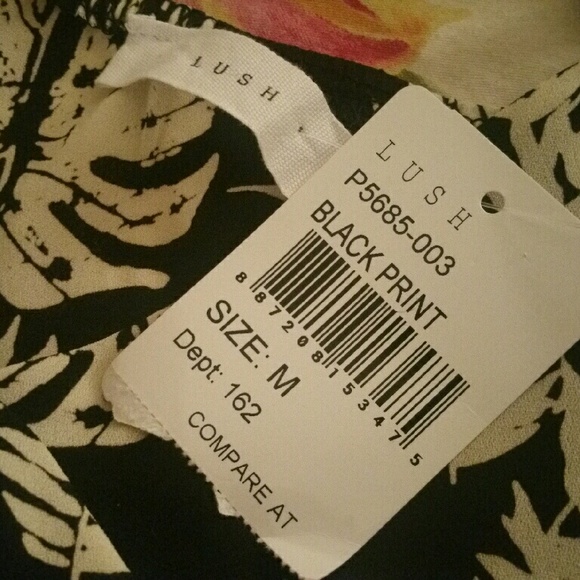 LUSH
LUSH
P5685-003
BLACK PRINT
887208153475
SIZE: M
Dept: 162
COMPARE AT